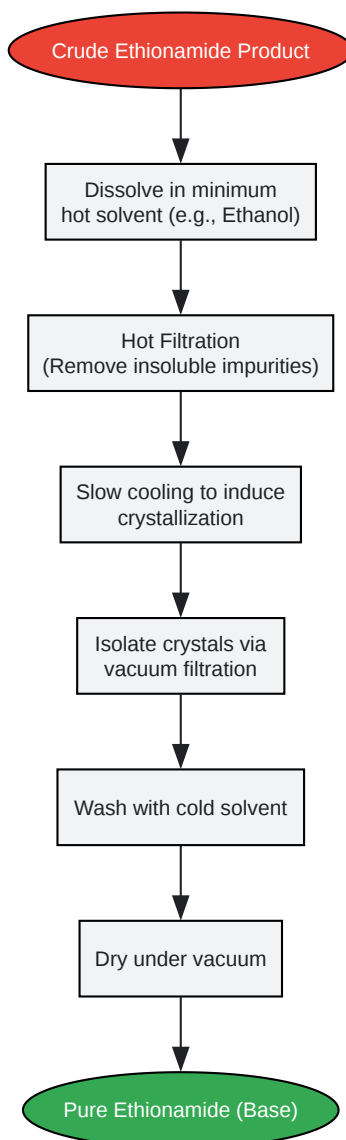 Crude Ethionamide Product
Dissolve in minimum
hot solvent (e.g., Ethanol)
Hot Filtration
(Remove insoluble impurities)
Slow cooling to induce
crystallization
Isolate crystals via
vacuum filtration
Wash with cold solvent
Dry under vacuum
Pure Ethionamide (Base)